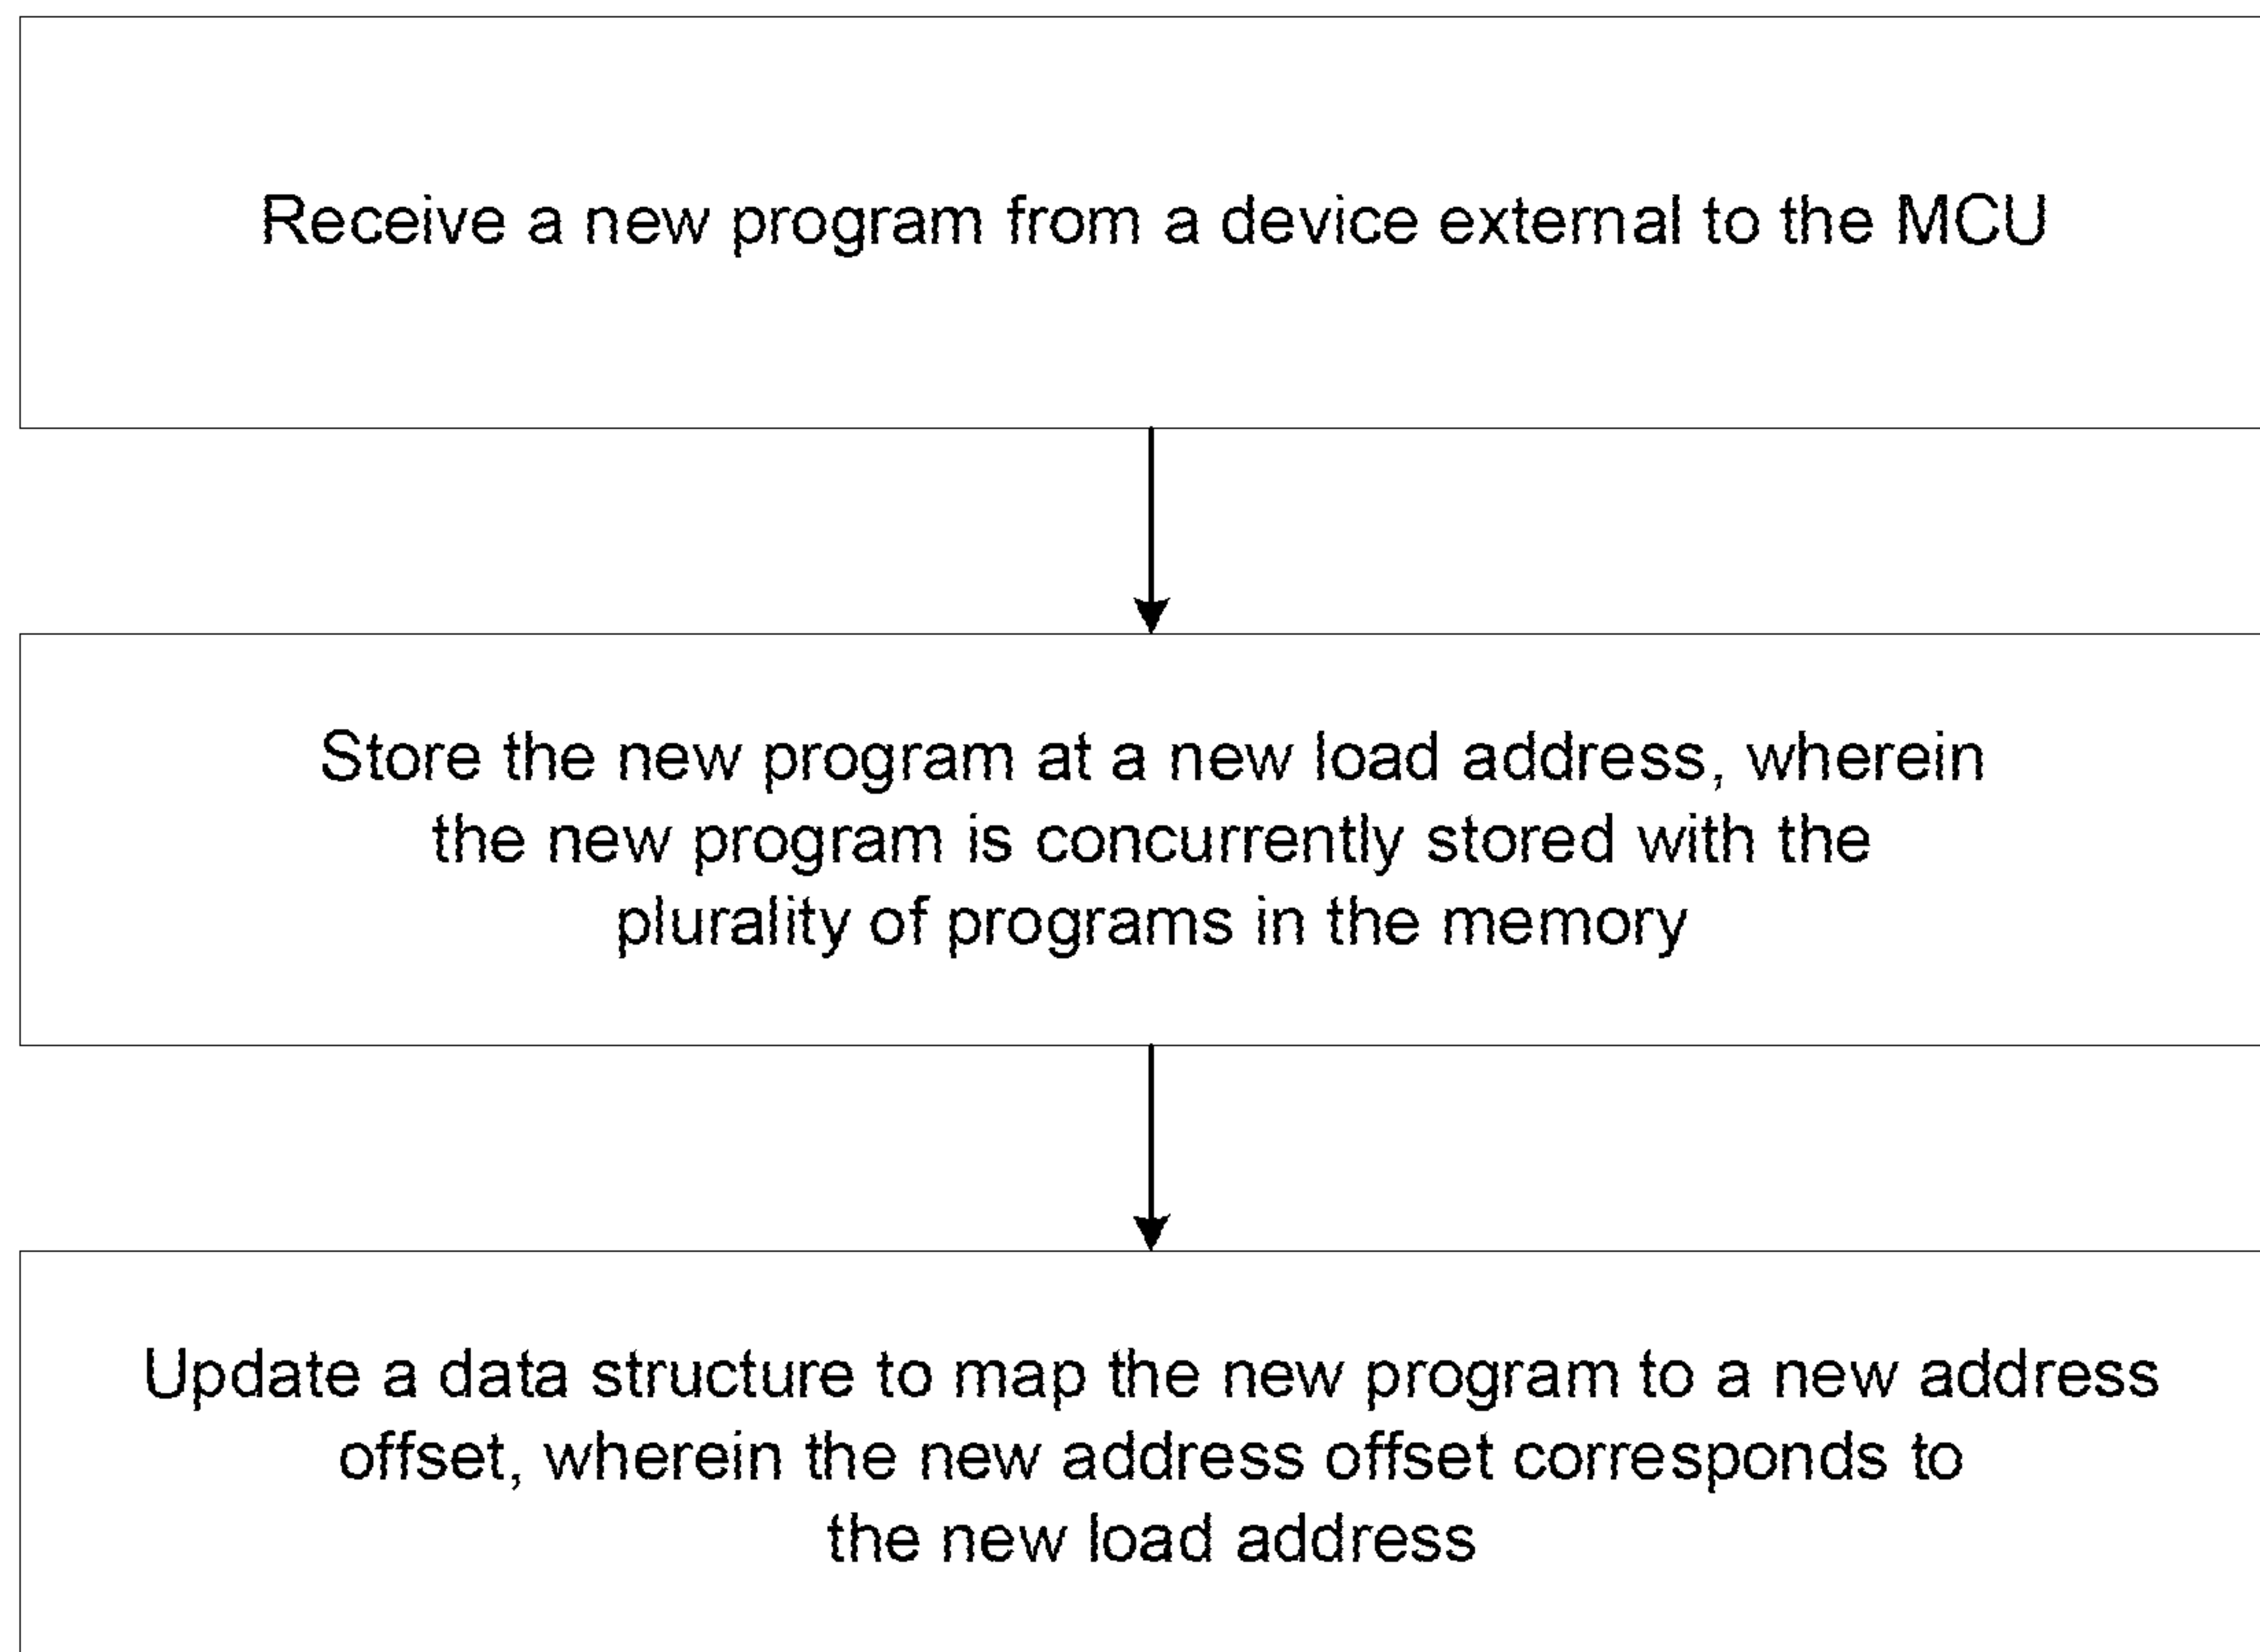 Receive a new program from a device external to the MCU
Store the new program at a new load address, wherein
the new program is concurrently stored with the
plurality of programs in the memory
Update a data structure to map the new program to a new address
offset, wherein the new address offset corresponds to
the new load address